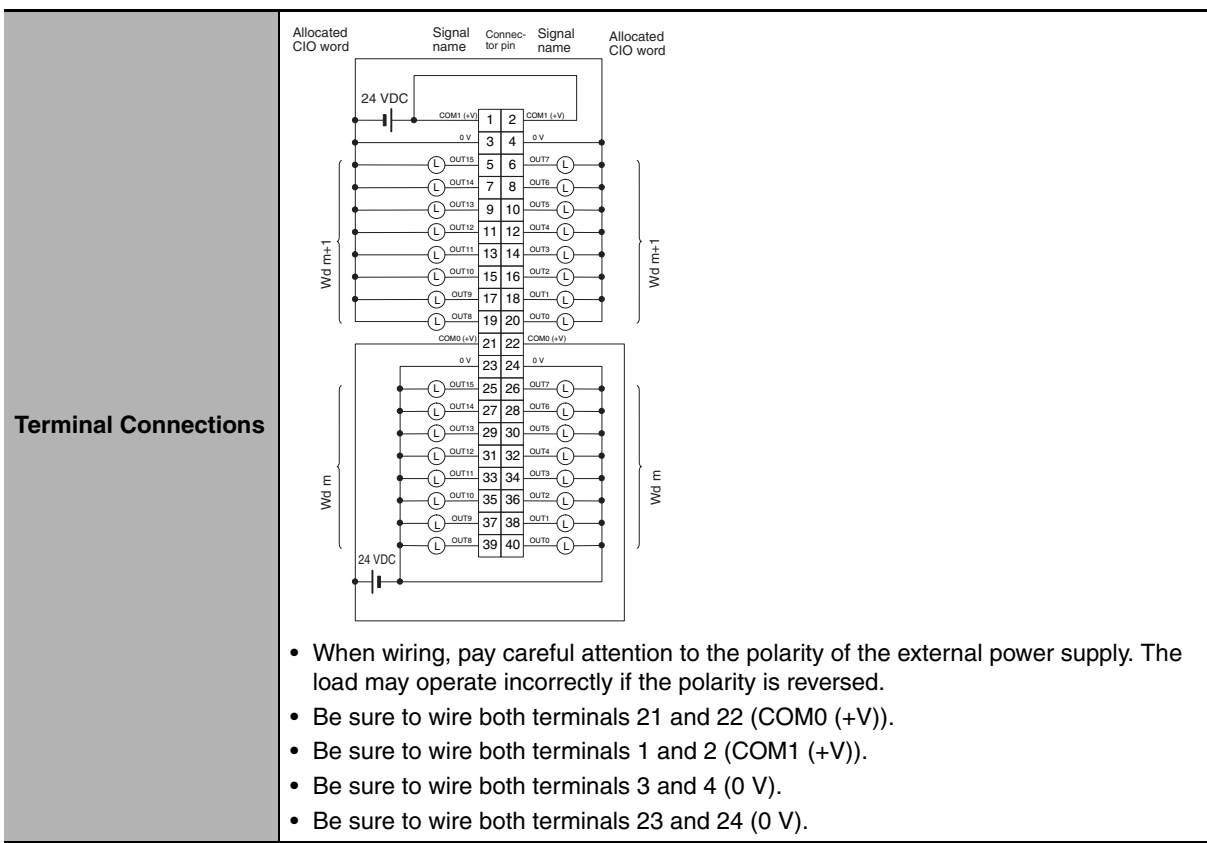 Terminal Connections
Allocated CIO word
Signal name
Connec- tor pin
Signal name
Allocated CIO word
24 VDC
COM1 (+V) 1 2 COM1 (+V)
0 V 3 4 0 V
L OUT15 5 6 OUT7 L
L OUT14 7 8 OUT6 L
L OUT13 9 10 OUT5 L
L OUT12 11 12 OUT4 L
L OUT11 13 14 OUT3 L
L OUT10 15 16 OUT2 L
L OUT9 17 18 OUT1 L
L OUT8 19 20 OUT0 L
Wd m+1
Wd m+1
COM0 (+V) 21 22 COM0 (+V)
0 V 23 24 0 V
L OUT15 25 26 OUT7 L
L OUT14 27 28 OUT6 L
L OUT13 29 30 OUT5 L
L OUT12 31 32 OUT4 L
L OUT11 33 34 OUT3 L
L OUT10 35 36 OUT2 L
L OUT9 37 38 OUT1 L
L OUT8 39 40 OUT0 L
Wd m
Wd m
24 VDC
• When wiring, pay careful attention to the polarity of the external power supply. The
load may operate incorrectly if the polarity is reversed.
• Be sure to wire both terminals 21 and 22 (COM0 (+V)).
• Be sure to wire both terminals 1 and 2 (COM1 (+V)).
• Be sure to wire both terminals 3 and 4 (0 V).
• Be sure to wire both terminals 23 and 24 (0 V).